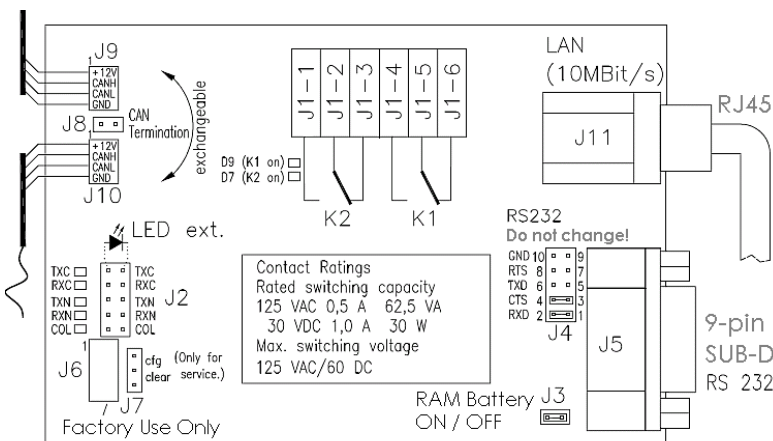 J9
1
+12V
CANH
CANL
GND
J8
CAN
Termination
1
+12V
CANH
CANL
GND
J10
exchangeable
J1-1
J1-2
J1-3
J1-4
J1-5
J1-6
D9 (K1 on)
D7 (K2 on)
K2
K1
LAN
(10MBit/s)
J11
RJ45
LED ext.
TXC
RXC
TXN
RXN
COL
TXC
RXC
TXN
RXN
COL
J2
1
J6
cfg
clear
(Only for
service.)
J7
Factory Use Only
Contact Ratings
Rated switching capacity
125 VAC 0,5 A 62,5 VA
30 VDC 1,0 A 30 W
Max. switching voltage
125 VAC/60 DC
RS232
Do not change!
GND 10 9
RTS 8 7
TXD 6 5
CTS 4 3
RXD 2 1
J4
J5
9-pin
SUB-D
RS 232
RAM Battery J3
ON / OFF